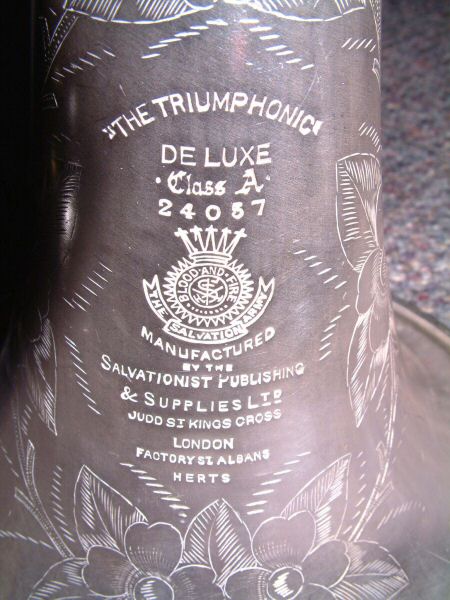 "THE TRIUMPHONIC"
DE LUXE
·Class A·
24057
BLOOD·AND·FIRE
S
THE SALVATION ARMY
MANUFACTURED
BY THE
SALVATIONIST PUBLISHING
& SUPPLIES LTD
JUDD ST KINGS CROSS
LONDON
FACTORY ST ALBANS
HERTS